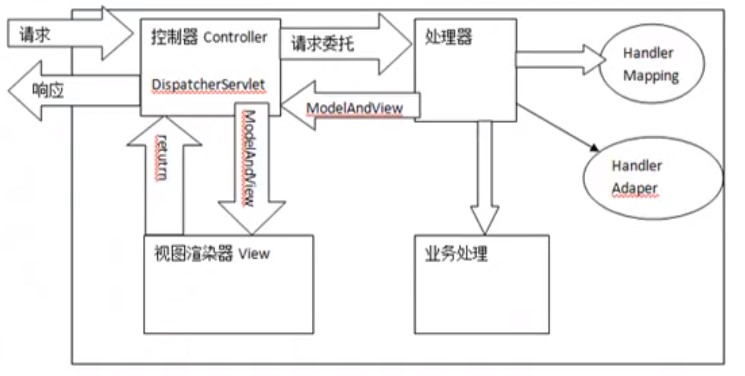 请求
控制器 Controller
请求委托
处理器
Handler
Mapping
响应
DispatcherServlet
ModelAndView
ModelAndView
retutrn
Handler
Adaper
视图渲染器 View
业务处理